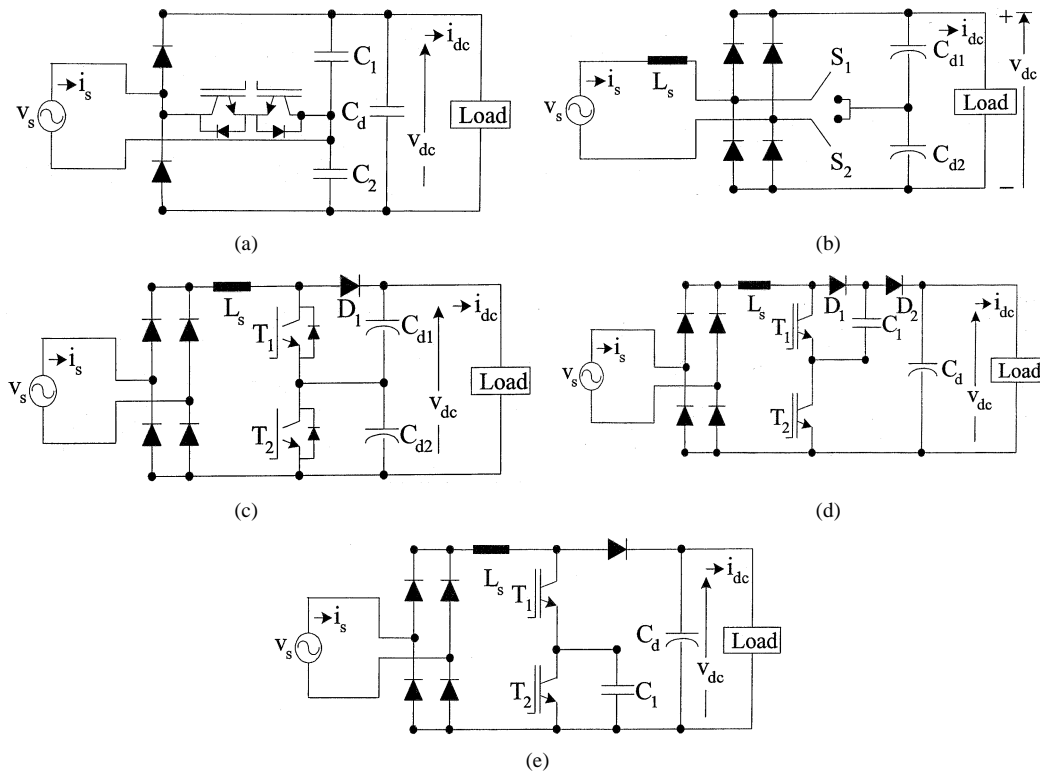 v_s
i_s
C_1
C_d
C_2
v_dc
i_dc
Load
(a)
v_s
i_s
L_s
S_1
S_2
C_d1
C_d2
i_dc
Load
+
v_dc
−
(b)
v_s
i_s
L_s
T_1
T_2
D_1
C_d1
C_d2
v_dc
i_dc
Load
(c)
v_s
i_s
L_s
T_1
T_2
D_1
C_1
D_2
C_d
v_dc
i_dc
Load
(d)
v_s
i_s
L_s
T_1
T_2
C_1
C_d
v_dc
i_dc
Load
(e)